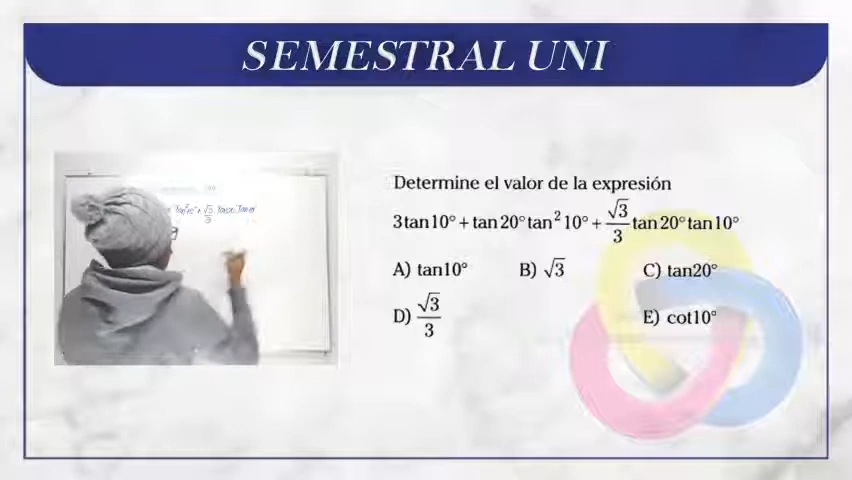 SEMESTRAL UNI
Determine el valor de la expresión
3tan10°+tan20°tan²10°+√3/3 tan20°tan10°
A) tan10° B) √3 C) tan20°
D) √3/3 E) cot10°